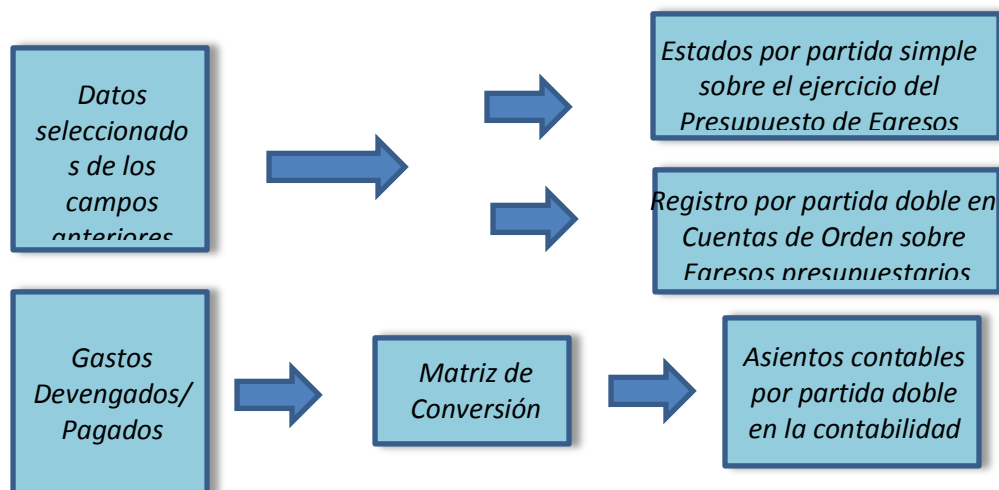 Datos
seleccionado
s de los
campos
anteriores
Estados por partida simple
sobre el ejercicio del
Presupuesto de Egresos
Registro por partida doble en
Cuentas de Orden sobre
Egresos presupuestarios
Gastos
Devengados/
Pagados
Matriz de
Conversión
Asientos contables
por partida doble
en la contabilidad